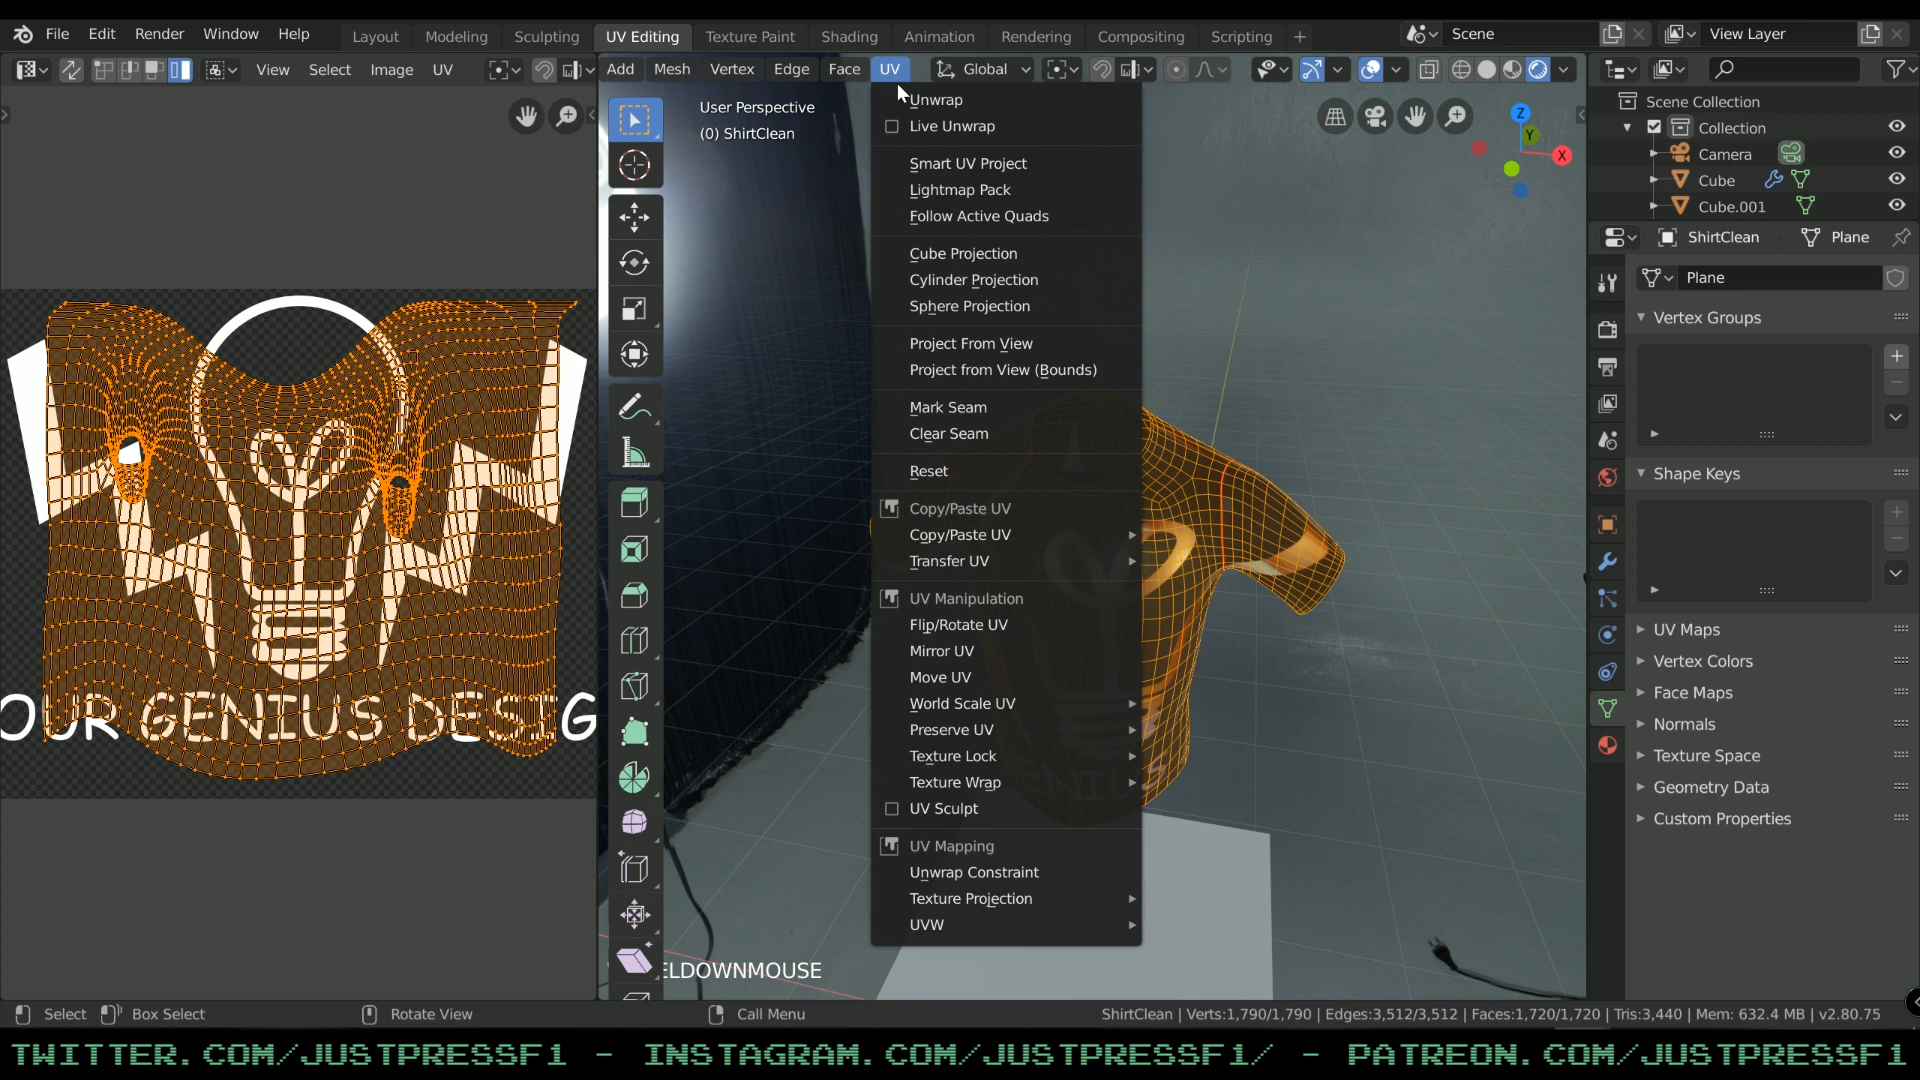 File Edit Render Window Help
Layout Modeling Sculpting UV Editing Texture Paint Shading Animation Rendering Compositing Scripting +
Scene
View Layer
View Select Image UV
Add Mesh Vertex Edge Face UV
Global
User Perspective
(0) ShirtClean
Unwrap
Live Unwrap
Smart UV Project
Lightmap Pack
Follow Active Quads
Cube Projection
Cylinder Projection
Sphere Projection
Project From View
Project from View (Bounds)
Mark Seam
Clear Seam
Reset
Copy/Paste UV
Copy/Paste UV
Transfer UV
UV Manipulation
Flip/Rotate UV
Mirror UV
Move UV
World Scale UV
Preserve UV
Texture Lock
Texture Wrap
UV Sculpt
UV Mapping
Unwrap Constraint
Texture Projection
UVW
Z
Y
X
OUR GENIUS DESIG
ELDOWNMOUSE
Scene Collection
Collection
Camera
Cube
Cube.001
ShirtClean
Plane
Plane
Vertex Groups
Shape Keys
UV Maps
Vertex Colors
Face Maps
Normals
Texture Space
Geometry Data
Custom Properties
Select
Box Select
Rotate View
Call Menu
ShirtClean | Verts:1,790/1,790 | Edges:3,512/3,512 | Faces:1,720/1,720 | Tris:3,440 | Mem: 632.4 MB | v2.80.75
TWITTER.COM/JUSTPRESSF1 - INSTAGRAM.COM/JUSTPRESSF1/ - PATREON.COM/JUSTPRESSF1